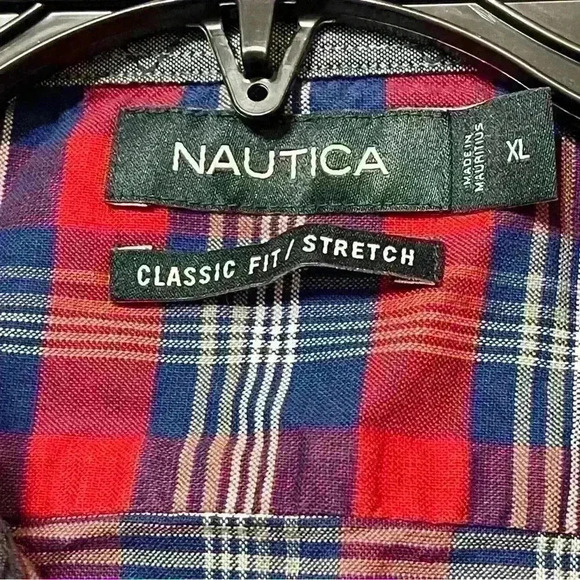 NAUTICA
MADE IN
MAURITIUS
XL
CLASSIC FIT / STRETCH